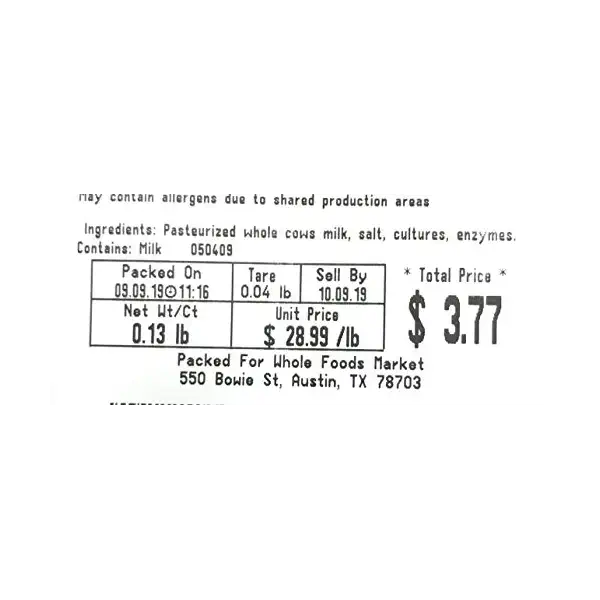 May contain allergens due to shared production areas
Ingredients: Pasteurized whole cows milk, salt, cultures, enzymes.
Contains: Milk 050409
Packed On Tare Sell By * Total Price *
09.09.19 11:16 0.04 lb 10.09.19 $ 3.77
Net Wt/Ct Unit Price
0.13 lb $ 28.99 /lb
Packed For Whole Foods Market
550 Bowie St, Austin, TX 78703